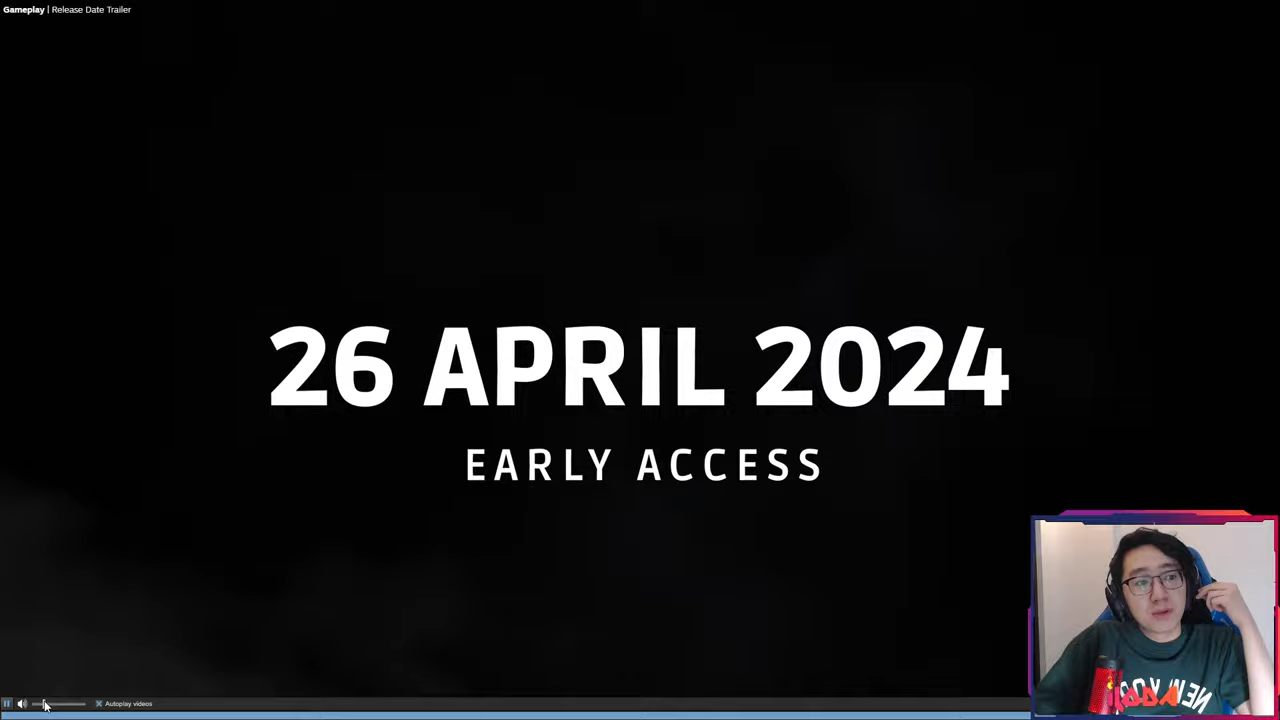 Gameplay | Release Date Trailer
26 APRIL 2024
EARLY ACCESS
Autoplay videos